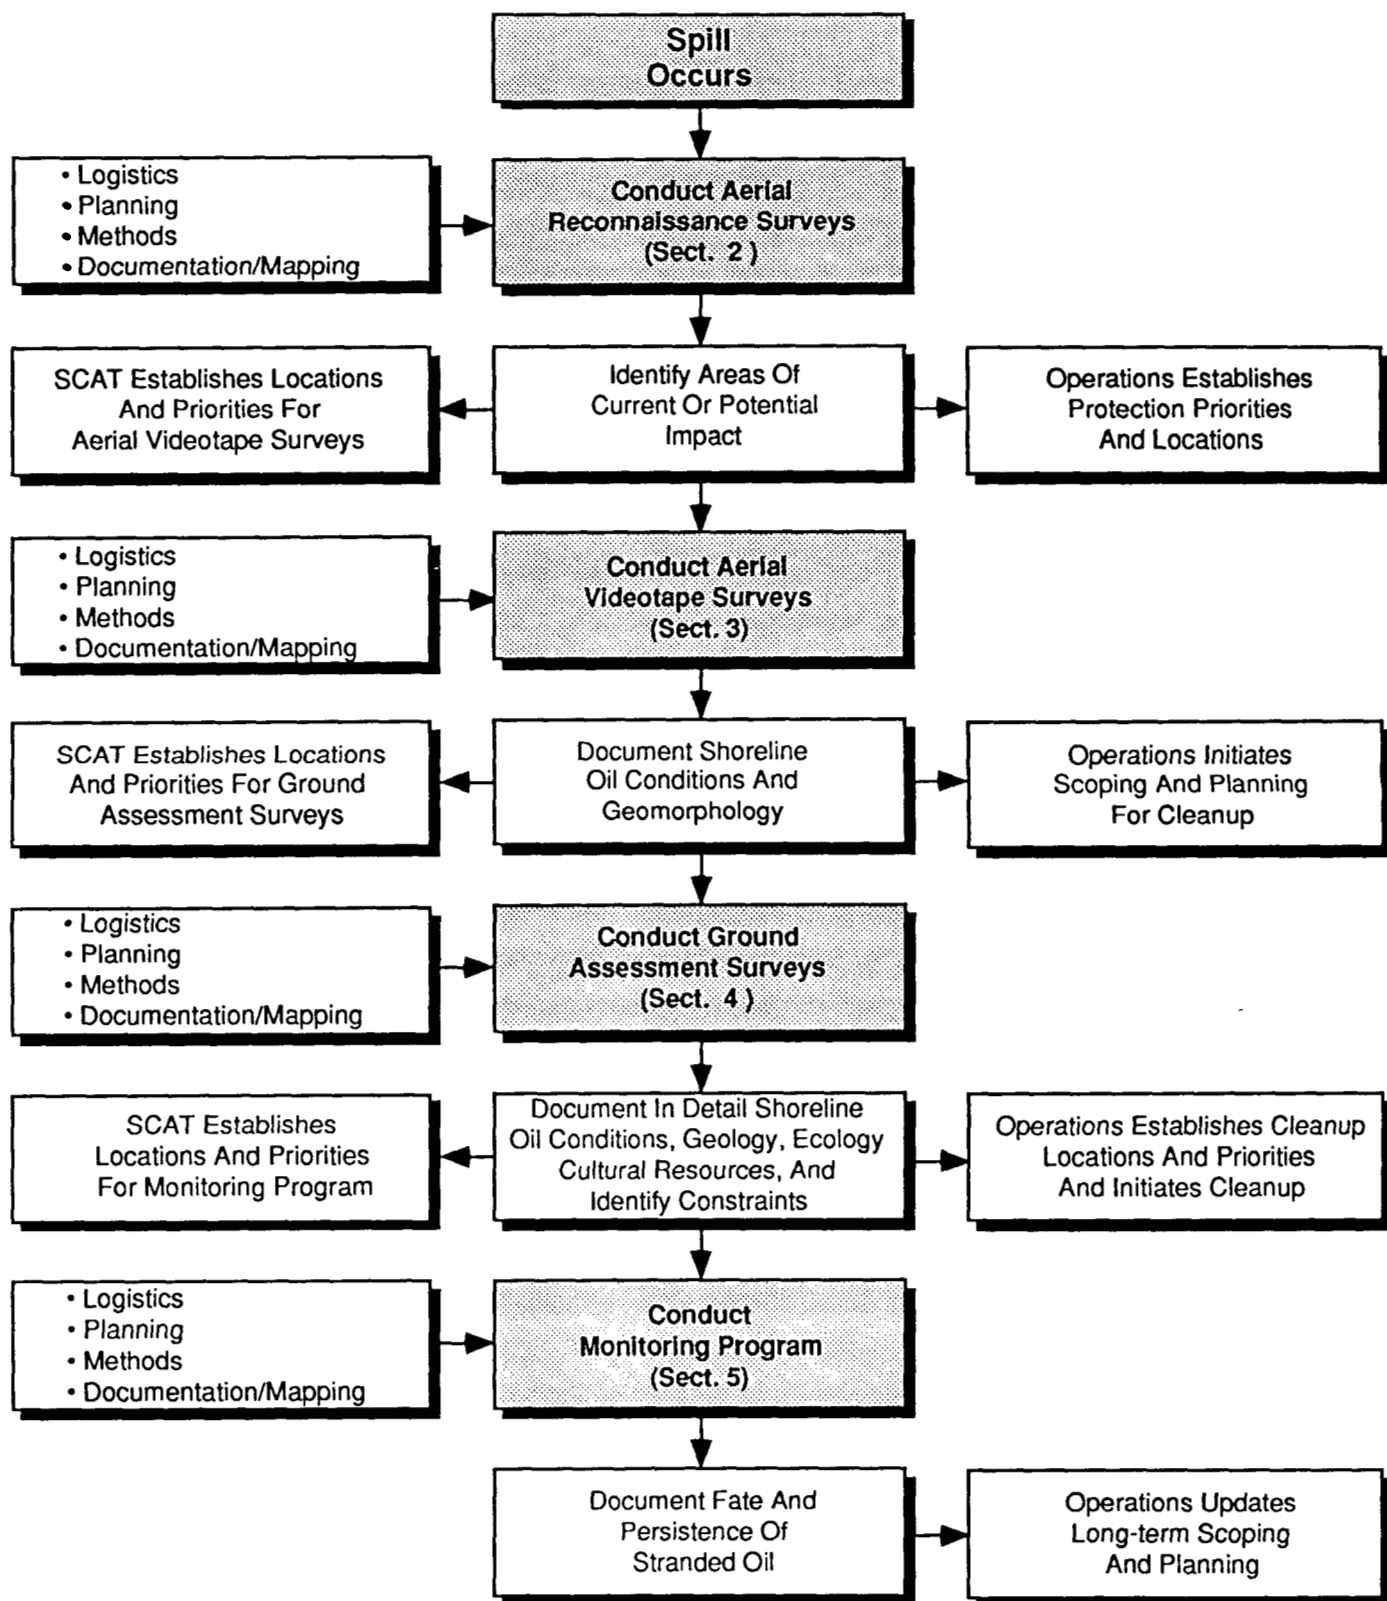 Spill
Occurs
• Logistics
• Planning
• Methods
• Documentation/Mapping
Conduct Aerial
Reconnaissance Surveys
(Sect. 2 )
SCAT Establishes Locations
And Priorities For
Aerial Videotape Surveys
Identify Areas Of
Current Or Potential
Impact
Operations Establishes
Protection Priorities
And Locations
• Logistics
• Planning
• Methods
• Documentation/Mapping
Conduct Aerial
Videotape Surveys
(Sect. 3)
SCAT Establishes Locations
And Priorities For Ground
Assessment Surveys
Document Shoreline
Oil Conditions And
Geomorphology
Operations Initiates
Scoping And Planning
For Cleanup
• Logistics
• Planning
• Methods
• Documentation/Mapping
Conduct Ground
Assessment Surveys
(Sect. 4 )
SCAT Establishes
Locations And Priorities
For Monitoring Program
Document In Detail Shoreline
Oil Conditions, Geology, Ecology
Cultural Resources, And
Identify Constraints
Operations Establishes Cleanup
Locations And Priorities
And Initiates Cleanup
• Logistics
• Planning
• Methods
• Documentation/Mapping
Conduct
Monitoring Program
(Sect. 5)
Document Fate And
Persistence Of
Stranded Oil
Operations Updates
Long-term Scoping
And Planning